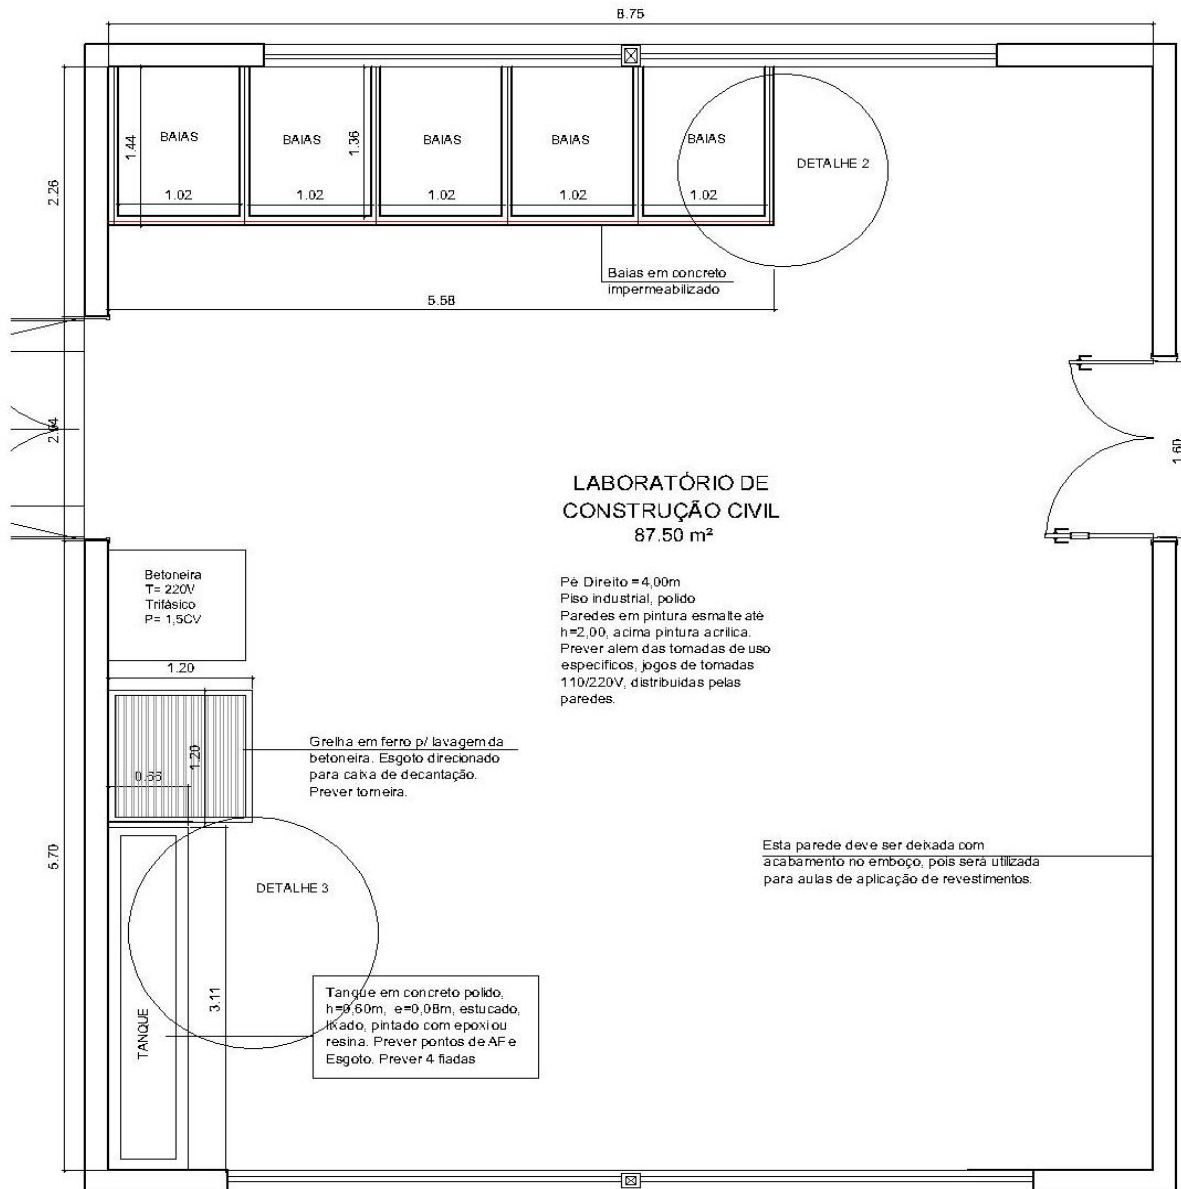 8.75
BAIAS
BAIAS
BAIAS
BAIAS
BAIAS
1.44
1.36
DETALHE 2
2.26
1.02
1.02
1.02
1.02
1.02
Baias em concreto
impermeabilizado
5.58
2.94
1.60
LABORATÓRIO DE
CONSTRUÇÃO CIVIL
87.50 m²
Pé Direito =4,00m
Piso industrial, polido
Paredes em pintura esmalte até
h=2,00, acima pintura acrílica.
Prever alem das tomadas de uso
específicos, jogos de tomadas
110/220V, distribuidas pelas
paredes.
Betoneira
T= 220V
Trifásico
P= 1,5CV
1.20
1.20
0.66
Grelha em ferro p/ lavagem da
betoneira. Esgoto direcionado
para caixa de decantação.
Prever torneira.
5.70
Esta parede deve ser deixada com
acabamento no emboço, pois será utilizada
para aulas de aplicação de revestimentos.
DETALHE 3
3.11
TANQUE
Tanque em concreto polido,
h=0,60m, e=0,08m, estucado,
lixado, pintado com epoxi ou
resina. Prever pontos de AF e
Esgoto. Prever 4 fiadas